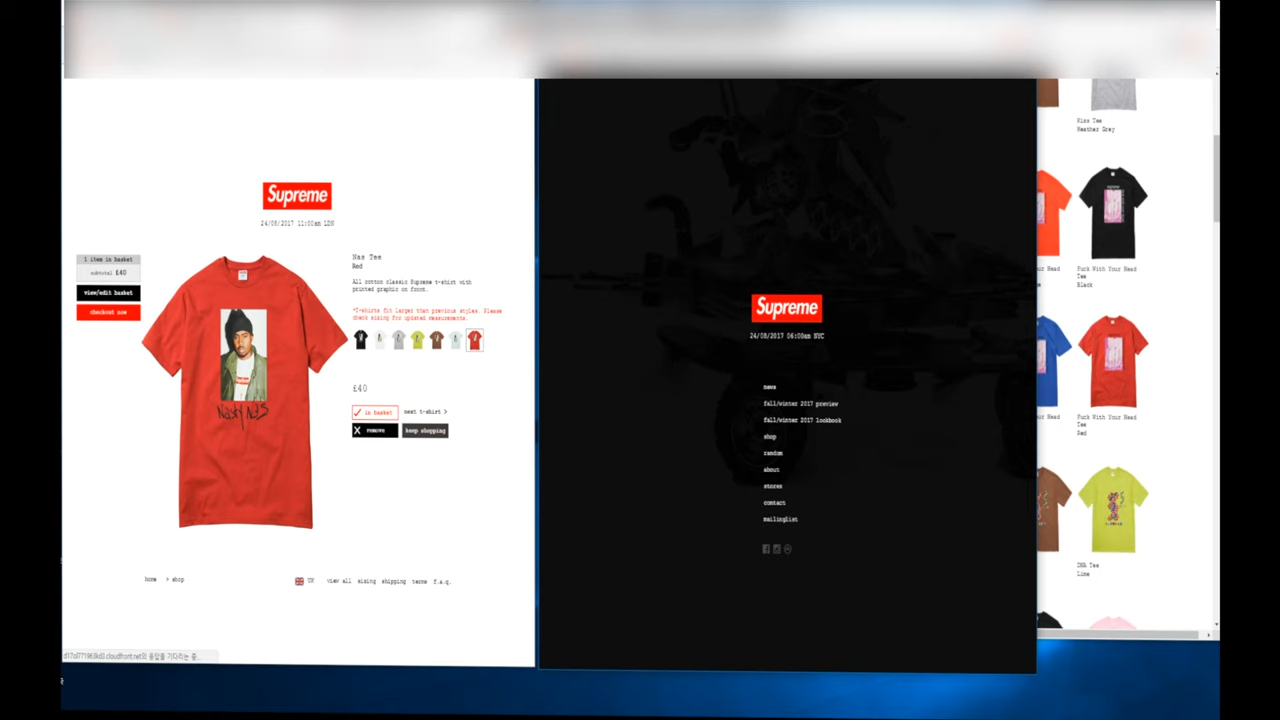 Supreme
24/08/2017 11:00am LDN
1 item in basket
subtotal £40
view/edit basket
checkout now
Nasty Nas
Nas Tee
Red
All cotton classic Supreme t-shirt with
printed graphic on front.
*T-shirts fit larger than previous styles. Please
check sizing for updated measurements.
£40
in basket
next t-shirt >
remove
keep shopping
home > shop
UK view all sizing shipping terms f.a.q.
Supreme
24/08/2017 06:00am NYC
news
fall/winter 2017 preview
fall/winter 2017 lookbook
shop
random
about
stores
contact
mailinglist
Kiss Tee
Heather Grey
Fuck With Your Head
Tee
Black
Fuck With Your Head
Tee
Red
DNA Tee
Lime